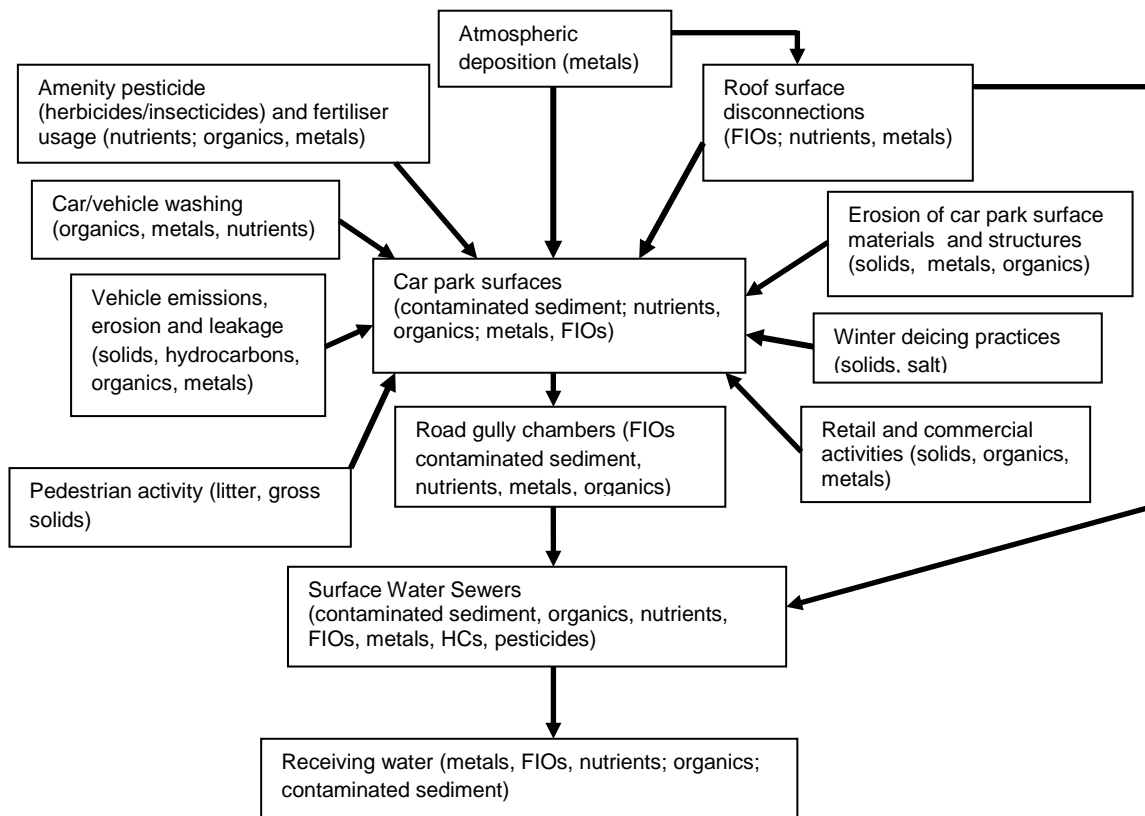 Atmospheric
deposition (metals)
Amenity pesticide
(herbicides/insecticides) and fertiliser
usage (nutrients; organics, metals)
Roof surface
disconnections
(FIOs; nutrients, metals)
Car/vehicle washing
(organics, metals, nutrients)
Erosion of car park surface
materials  and structures
(solids,  metals, organics)
Car park surfaces
(contaminated sediment; nutrients,
organics; metals, FIOs)
Vehicle emissions,
erosion and leakage
(solids, hydrocarbons,
organics, metals)
Winter deicing practices
(solids, salt)
Road gully chambers (FIOs
contaminated sediment,
nutrients, metals, organics)
Retail and commercial
activities (solids, organics,
metals)
Pedestrian activity (litter, gross
solids)
Surface Water Sewers
(contaminated sediment, organics, nutrients,
FIOs, metals, HCs, pesticides)
Receiving water (metals, FIOs, nutrients; organics;
contaminated sediment)